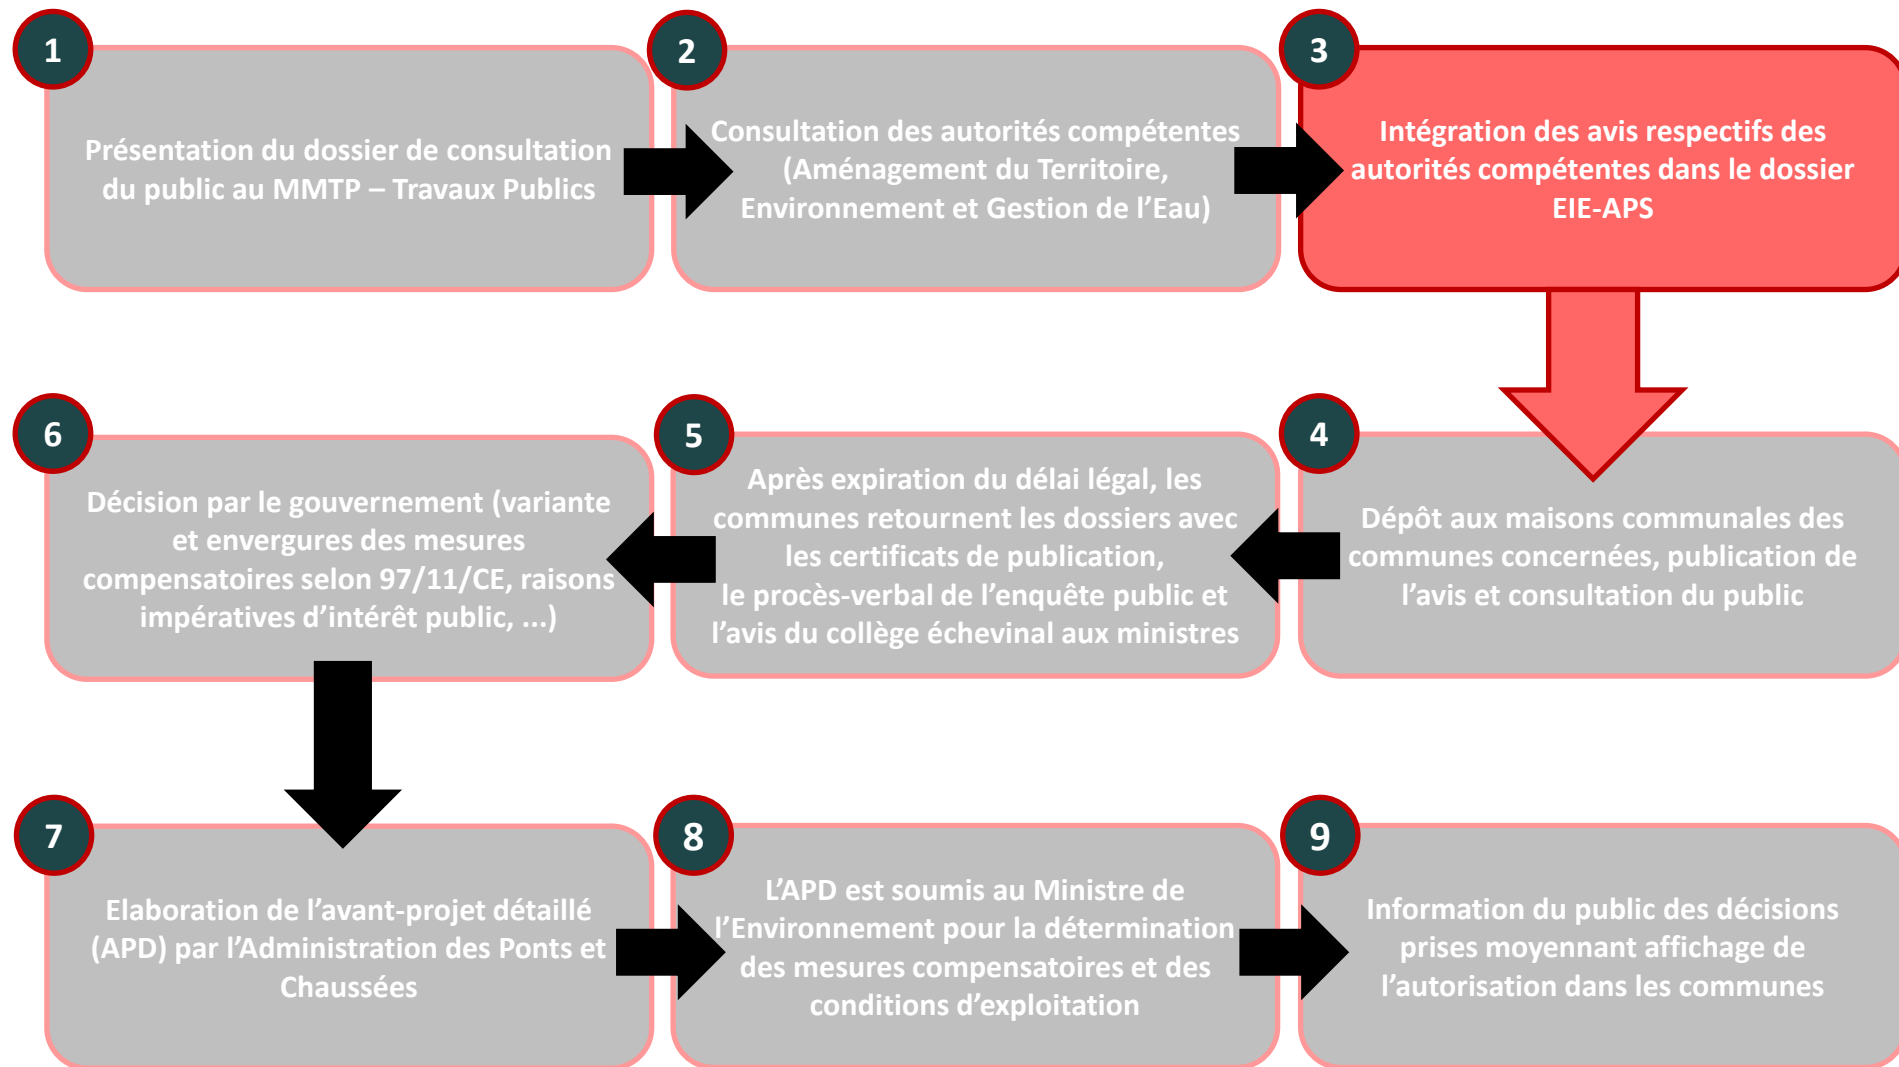 1
Présentation du dossier de consultation
du public au MMTP – Travaux Publics
2
Consultation des autorités compétentes
(Aménagement du Territoire,
Environnement et Gestion de l’Eau)
3
Intégration des avis respectifs des
autorités compétentes dans le dossier
EIE-APS
4
Dépôt aux maisons communales des
communes concernées, publication de
l’avis et consultation du public
5
Après expiration du délai légal, les
communes retournent les dossiers avec
les certificats de publication,
le procès-verbal de l’enquête public et
l’avis du collège échevinal aux ministres
6
Décision par le gouvernement (variante
et envergures des mesures
compensatoires selon 97/11/CE, raisons
impératives d’intérêt public, ...)
7
Elaboration de l’avant-projet détaillé
(APD) par l’Administration des Ponts et
Chaussées
8
L’APD est soumis au Ministre de
l’Environnement pour la détermination
des mesures compensatoires et des
conditions d’exploitation
9
Information du public des décisions
prises moyennant affichage de
l’autorisation dans les communes